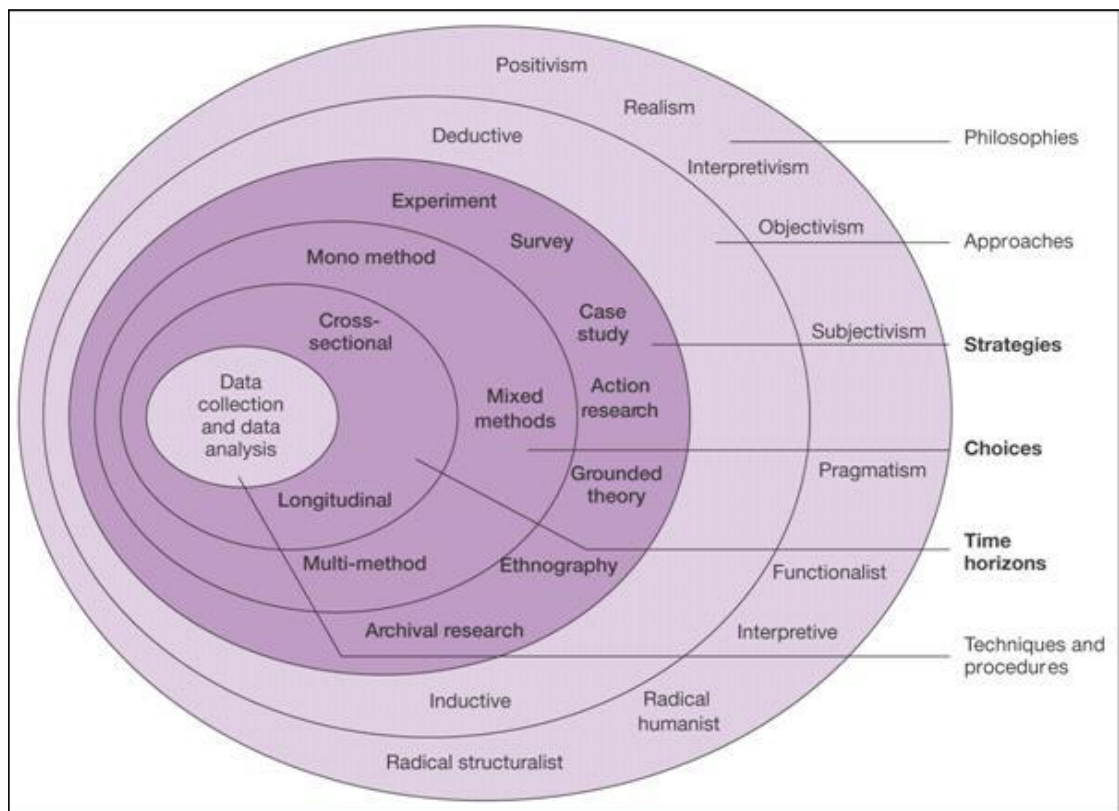 Positivism
Realism
Philosophies
Deductive
Interpretivism
Experiment
Objectivism
Approaches
Survey
Mono method
Case
study
Cross-
sectional
Subjectivism
Strategies
Data
collection
and data
analysis
Mixed
methods
Action
research
Choices
Pragmatism
Grounded
theory
Longitudinal
Time
horizons
Multi-method
Ethnography
Functionalist
Archival research
Interpretive
Techniques and
procedures
Inductive
Radical
humanist
Radical structuralist